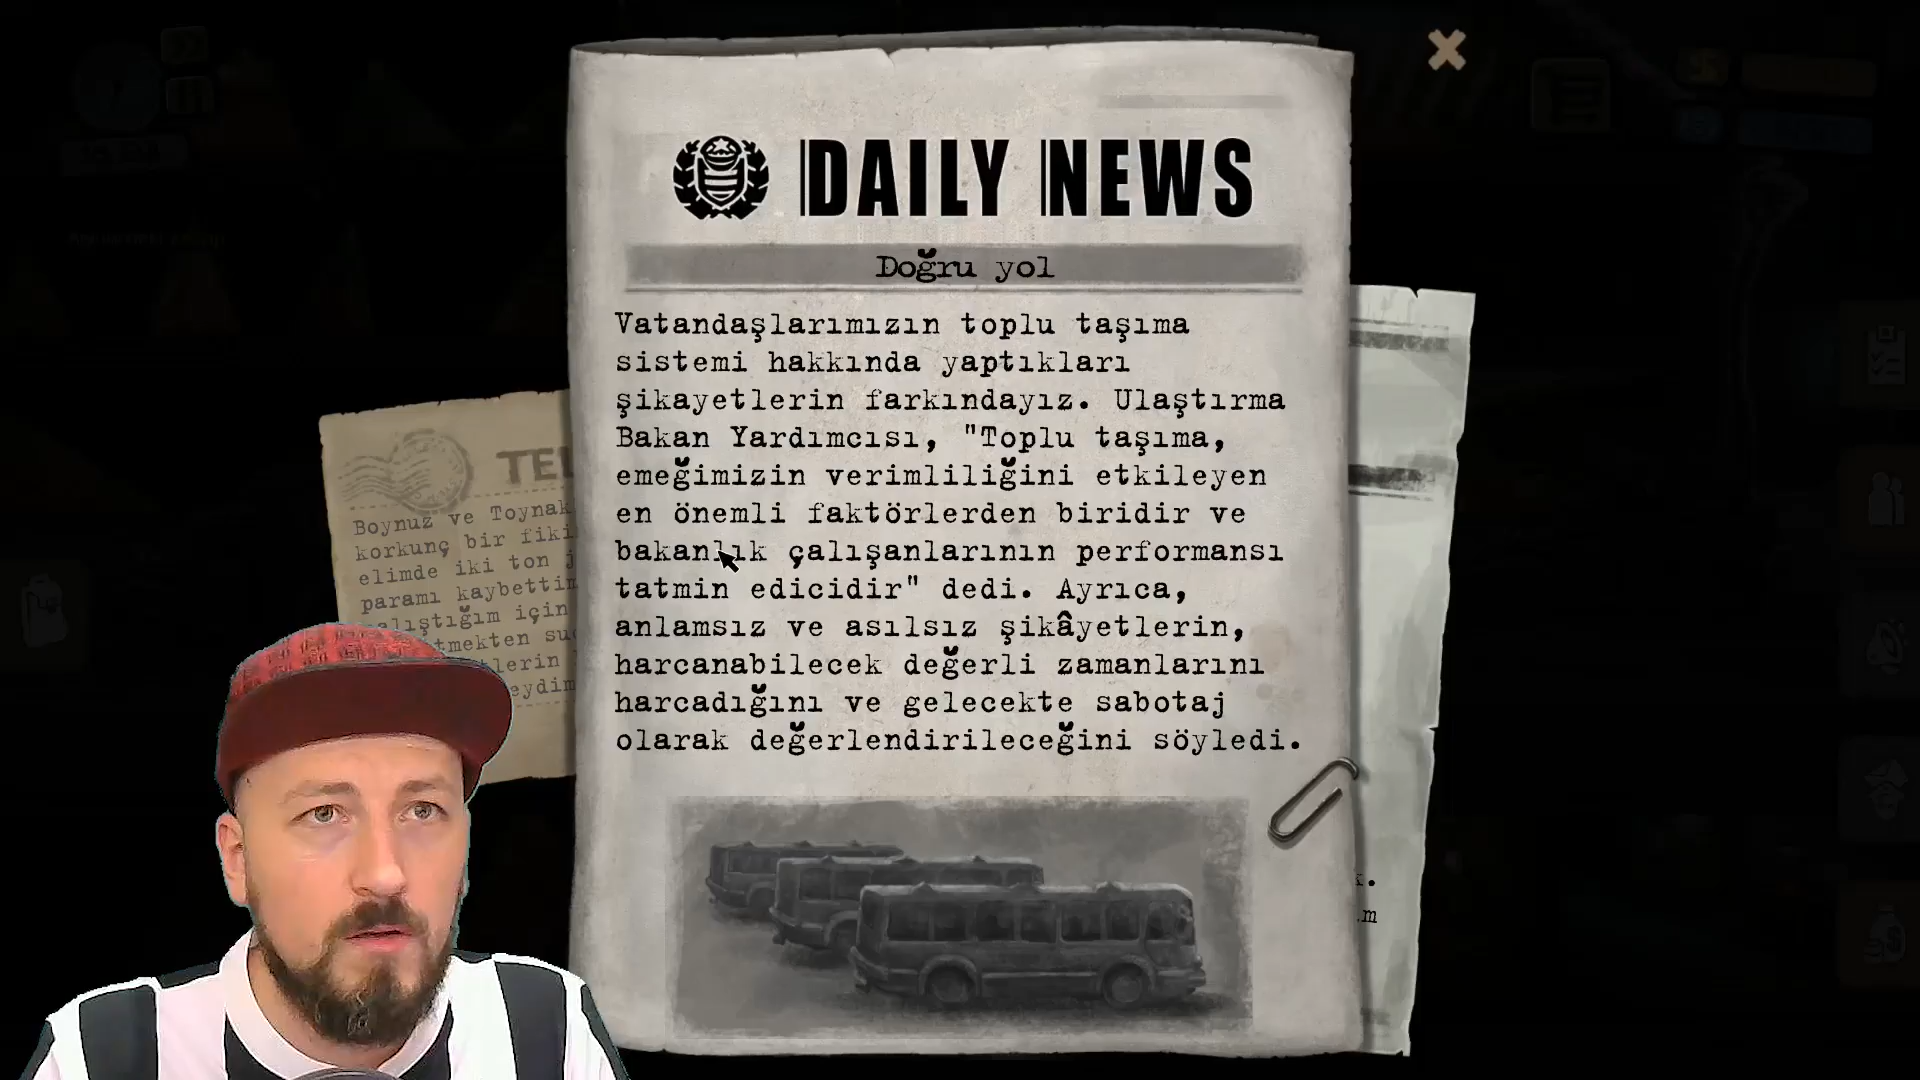 DAILY NEWS
Doğru yol
Vatandaşlarımızın toplu taşıma
sistemi hakkında yaptıkları
şikayetlerin farkındayız. Ulaştırma
Bakan Yardımcısı, "Toplu taşıma,
emeğimizin verimliliğini etkileyen
en önemli faktörlerden biridir ve
bakanlık çalışanlarının performansı
tatmin edicidir" dedi. Ayrıca,
anlamsız ve asılsız şikâyetlerin,
harcanabilecek değerli zamanlarını
harcadığını ve gelecekte sabotaj
olarak değerlendirileceğini söyledi.
Boynuz ve Toynak
korkunç bir
elimde iki ton
paramı
için